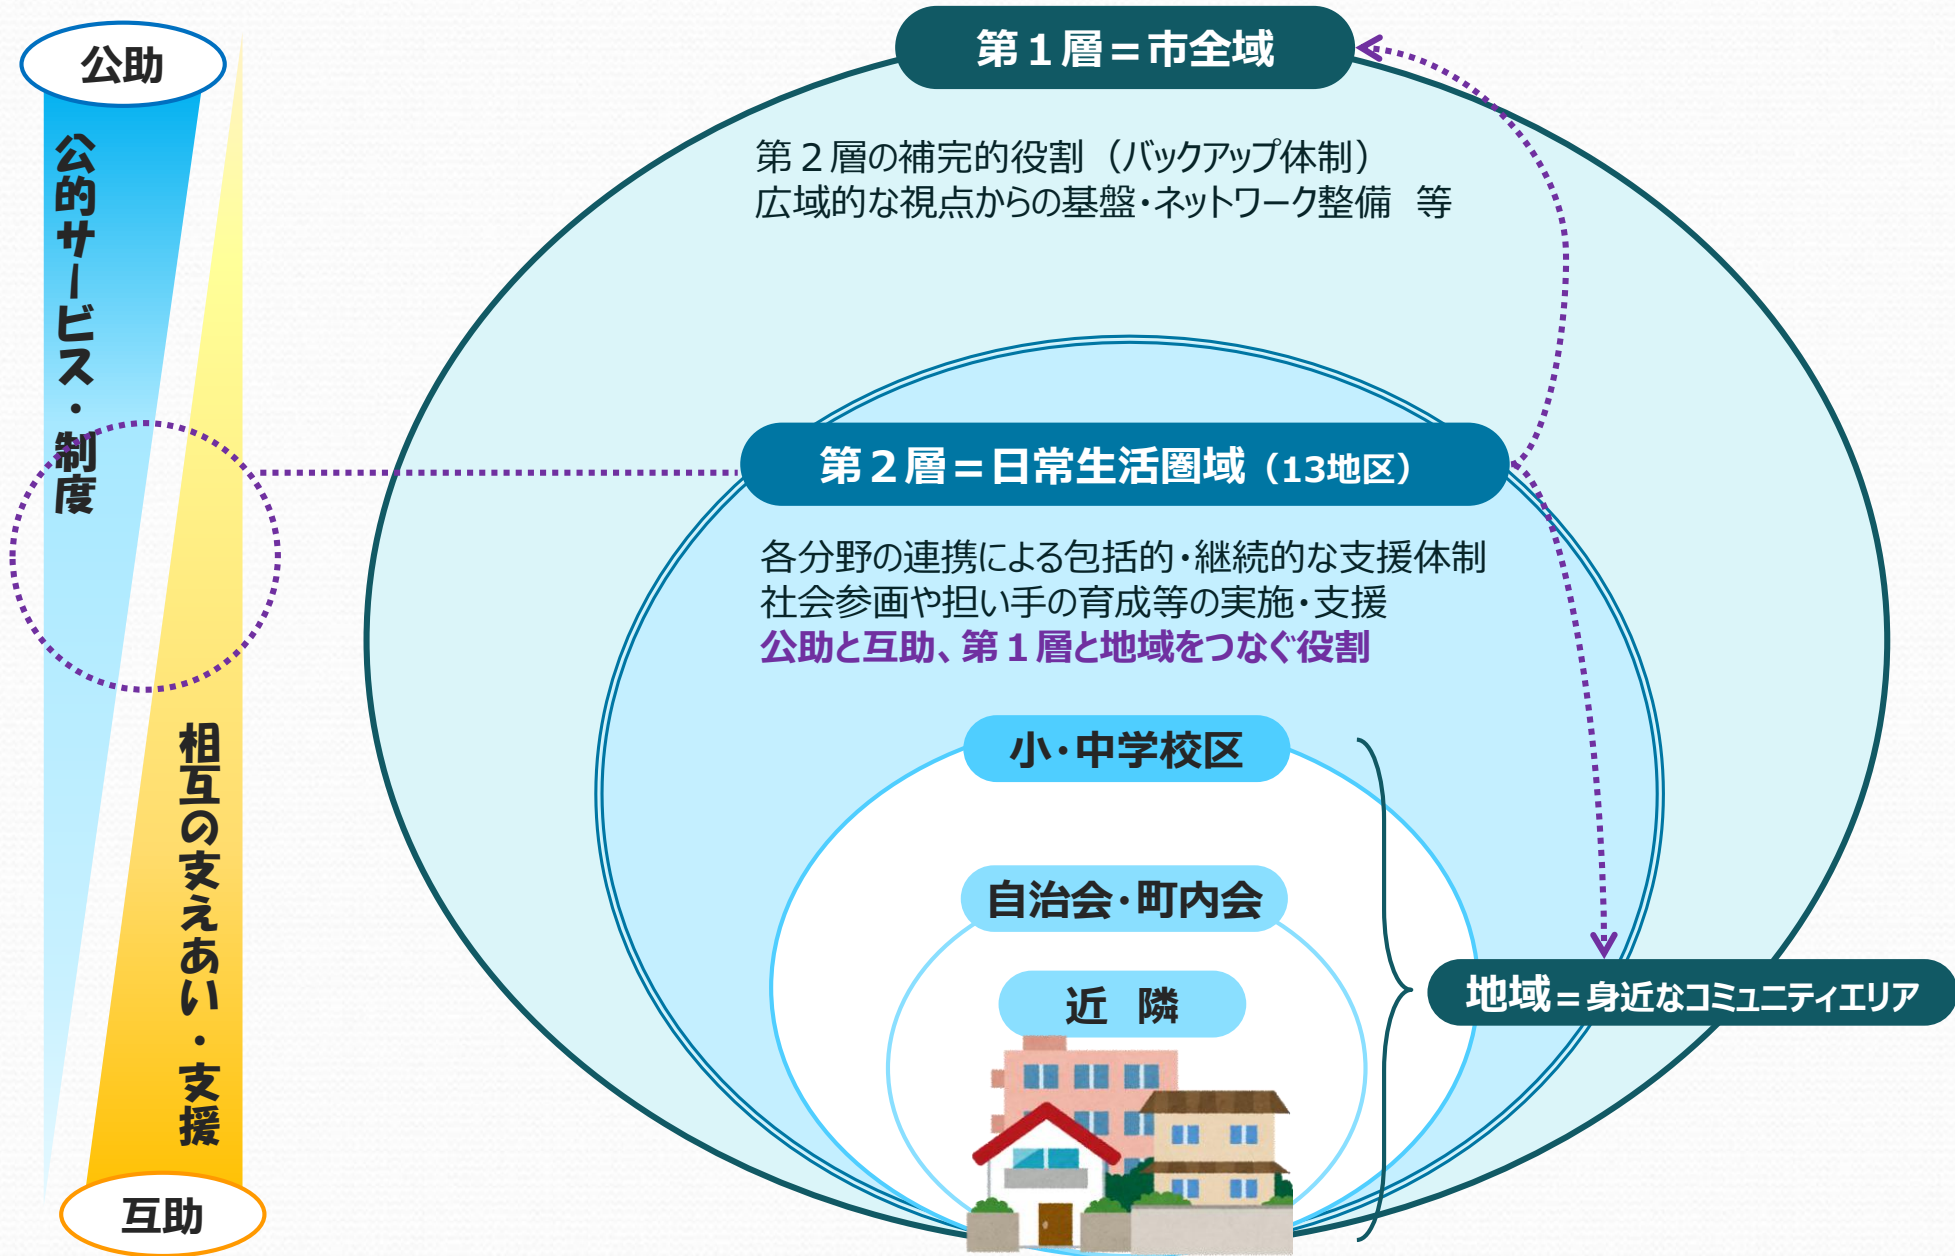 公助
公的サービス・制度
相互の支えあい・支援
互助
第１層＝市全域
第２層の補完的役割（バックアップ体制）
広域的な視点からの基盤・ネットワーク整備　等
第２層＝日常生活圏域（13地区）
各分野の連携による包括的・継続的な支援体制
社会参画や担い手の育成等の実施・支援
公助と互助、第１層と地域をつなぐ役割
小・中学校区
自治会・町内会
近　隣
地域＝身近なコミュニティエリア